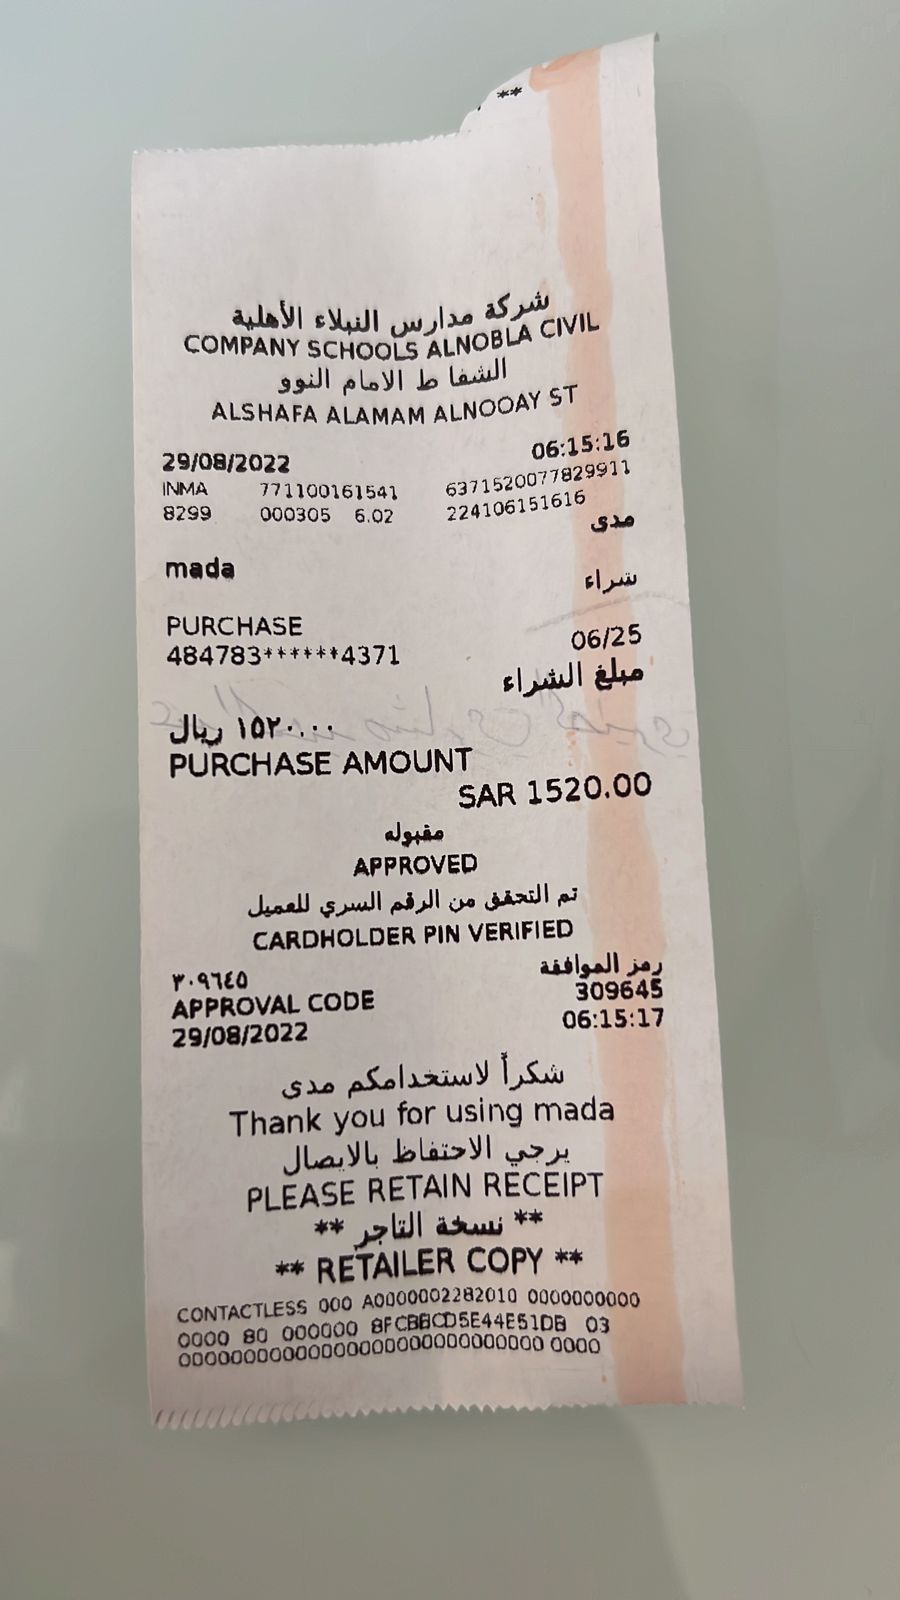 **
شركة مدارس النبلاء الأهلية
COMPANY SCHOOLS ALNOBLA CIVIL
الشفا ط الامام النوو
ALSHAFA ALAMAM ALNOOAY ST
29/08/2022 06:15:16
INMA 771100161541 6371520077829911
8299 000305 6.02 224106151616
مدى
mada
شراء
PURCHASE
06/25
484783******4371
مبلغ الشراء
١٥٢٠.٠٠ ريال
PURCHASE AMOUNT
SAR 1520.00
مقبوله
APPROVED
تم التحقق من الرقم السري للعميل
CARDHOLDER PIN VERIFIED
رمز الموافقة
٣٠٩٦٤٥
APPROVAL CODE 309645
29/08/2022 06:15:17
شكراً لاستخدامكم مدى
Thank you for using mada
يرجي الاحتفاظ بالايصال
PLEASE RETAIN RECEIPT
** نسخة التاجر **
** RETAILER COPY **
CONTACTLESS 000 A0000002282010 0000000000
0000 80 000000 8FCBBCD5E44E51DB 03